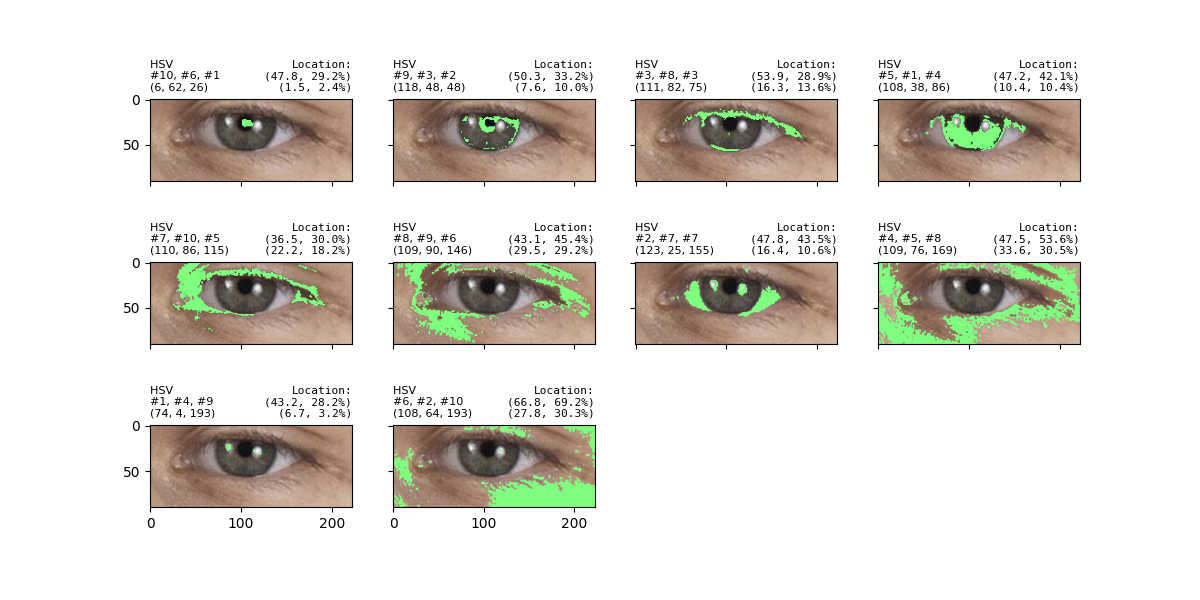 HSV Location:
#10, #6, #1 (47.8, 29.2%)
(6, 62, 26) (1.5, 2.4%)
HSV Location:
#9, #3, #2 (50.3, 33.2%)
(118, 48, 48) (7.6, 10.0%)
HSV Location:
#3, #8, #3 (53.9, 28.9%)
(111, 82, 75) (16.3, 13.6%)
HSV Location:
#5, #1, #4 (47.2, 42.1%)
(108, 38, 86) (10.4, 10.4%)
0
50
HSV Location:
#7, #10, #5 (36.5, 30.0%)
(110, 86, 115) (22.2, 18.2%)
HSV Location:
#8, #9, #6 (43.1, 45.4%)
(109, 90, 146) (29.5, 29.2%)
HSV Location:
#2, #7, #7 (47.8, 43.5%)
(123, 25, 155) (16.4, 10.6%)
HSV Location:
#4, #5, #8 (47.5, 53.6%)
(109, 76, 169) (33.6, 30.5%)
0
50
HSV Location:
#1, #4, #9 (43.2, 28.2%)
(74, 4, 193) (6.7, 3.2%)
HSV Location:
#6, #2, #10 (66.8, 69.2%)
(108, 64, 193) (27.8, 30.3%)
0
50
0 100 200
0 100 200